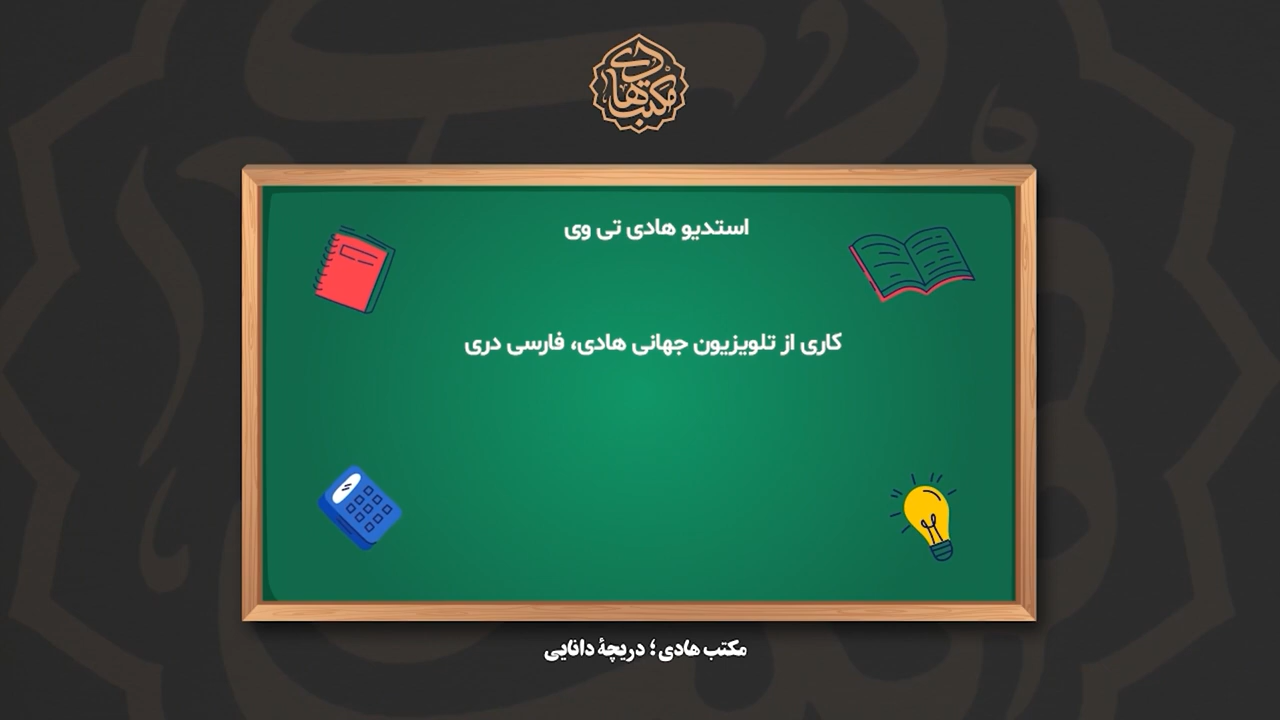 مکتب هادی
استدیو هادی تی وی
کاری از تلویزیون جهانی هادی، فارسی دری
مکتب هادی؛ دریچهٔ دانایی